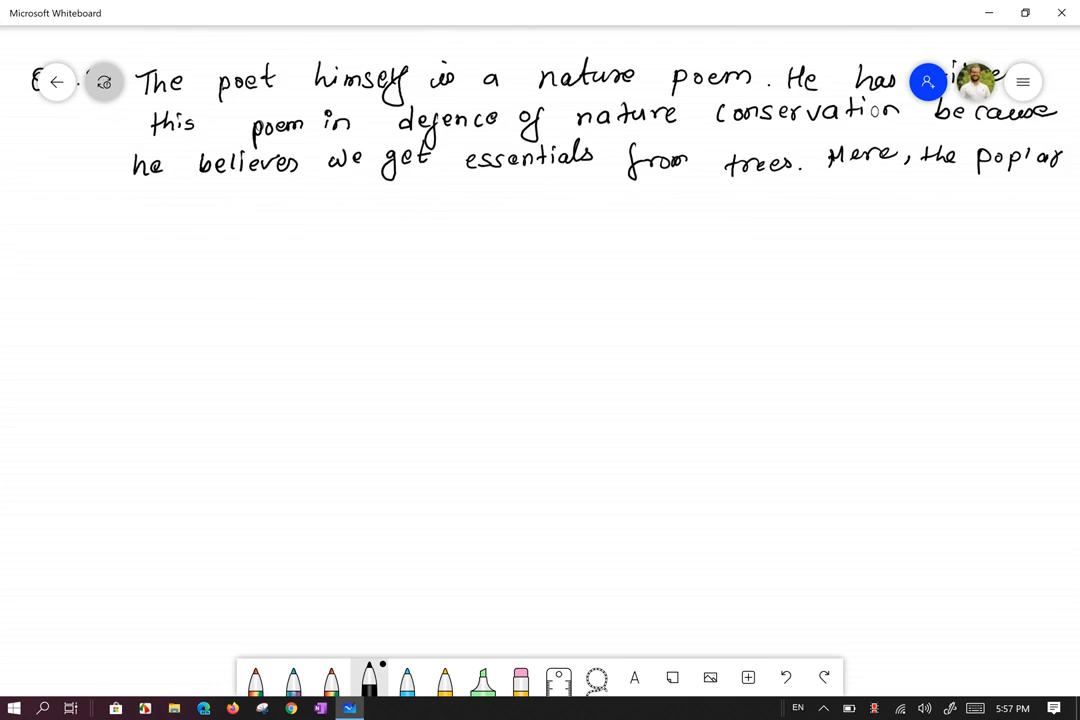 Microsoft Whiteboard
The poet himself is a nature poem. He has
this poem in defence of nature conservation because
he believes we get essentials from trees. Here, the poplar
A
EN
5:57 PM